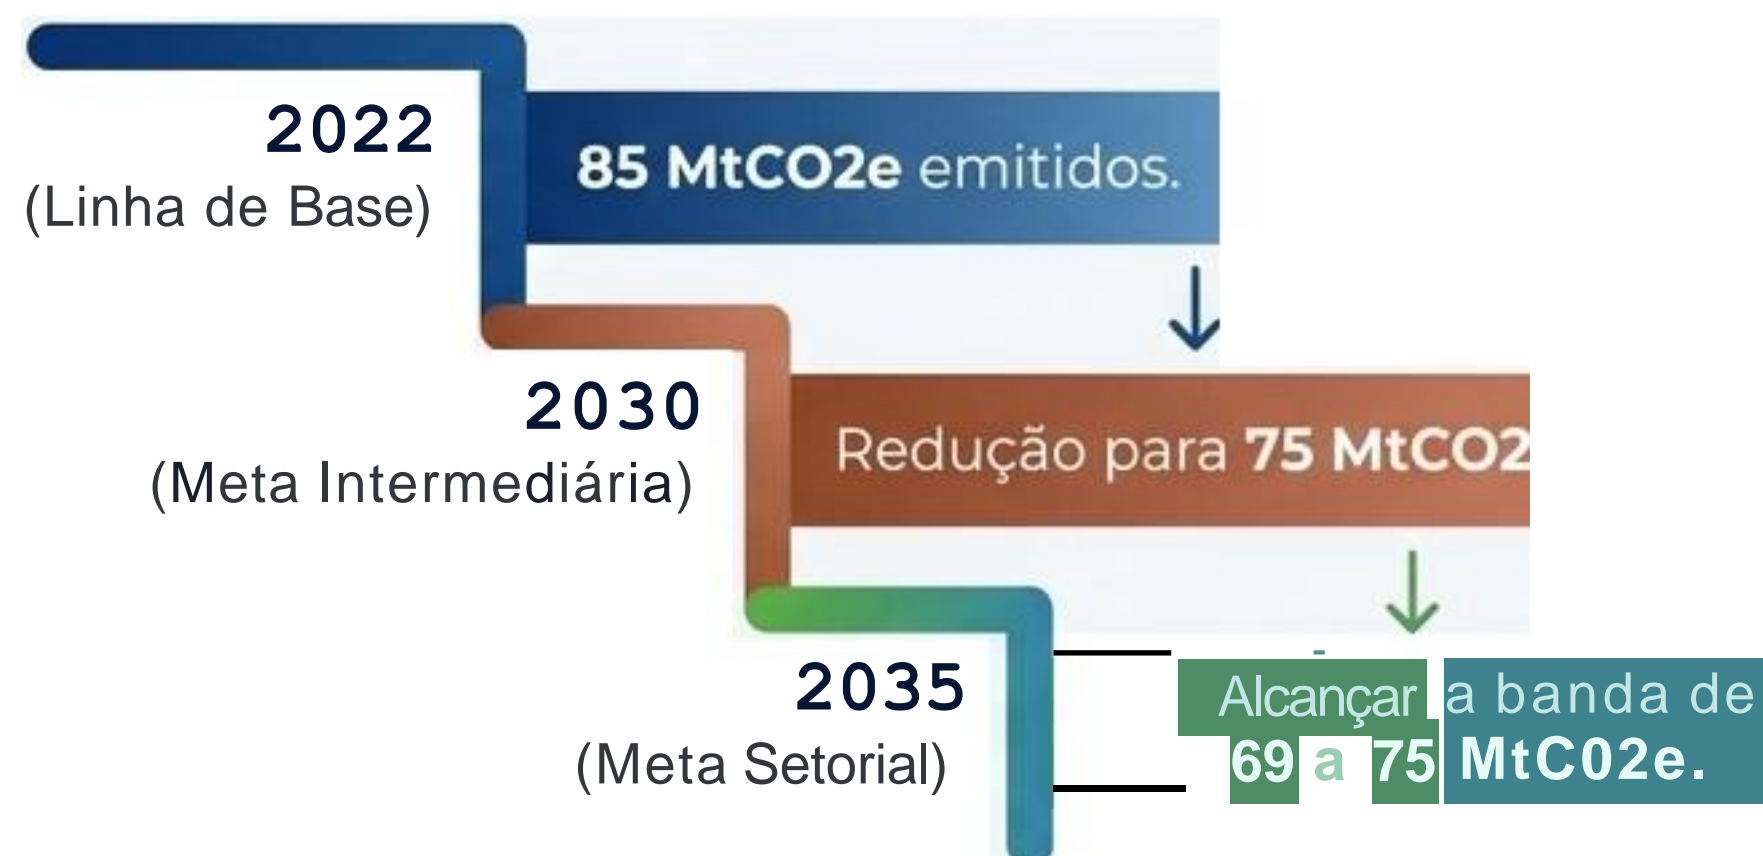 2022
(Linha de Base)
85 MtCO2e emitidos.
2030
(Meta Intermediária)
Redução para 75 MtCO2
2035
(Meta Setorial)
Alcançar a banda de
69 a 75 MtC02e.